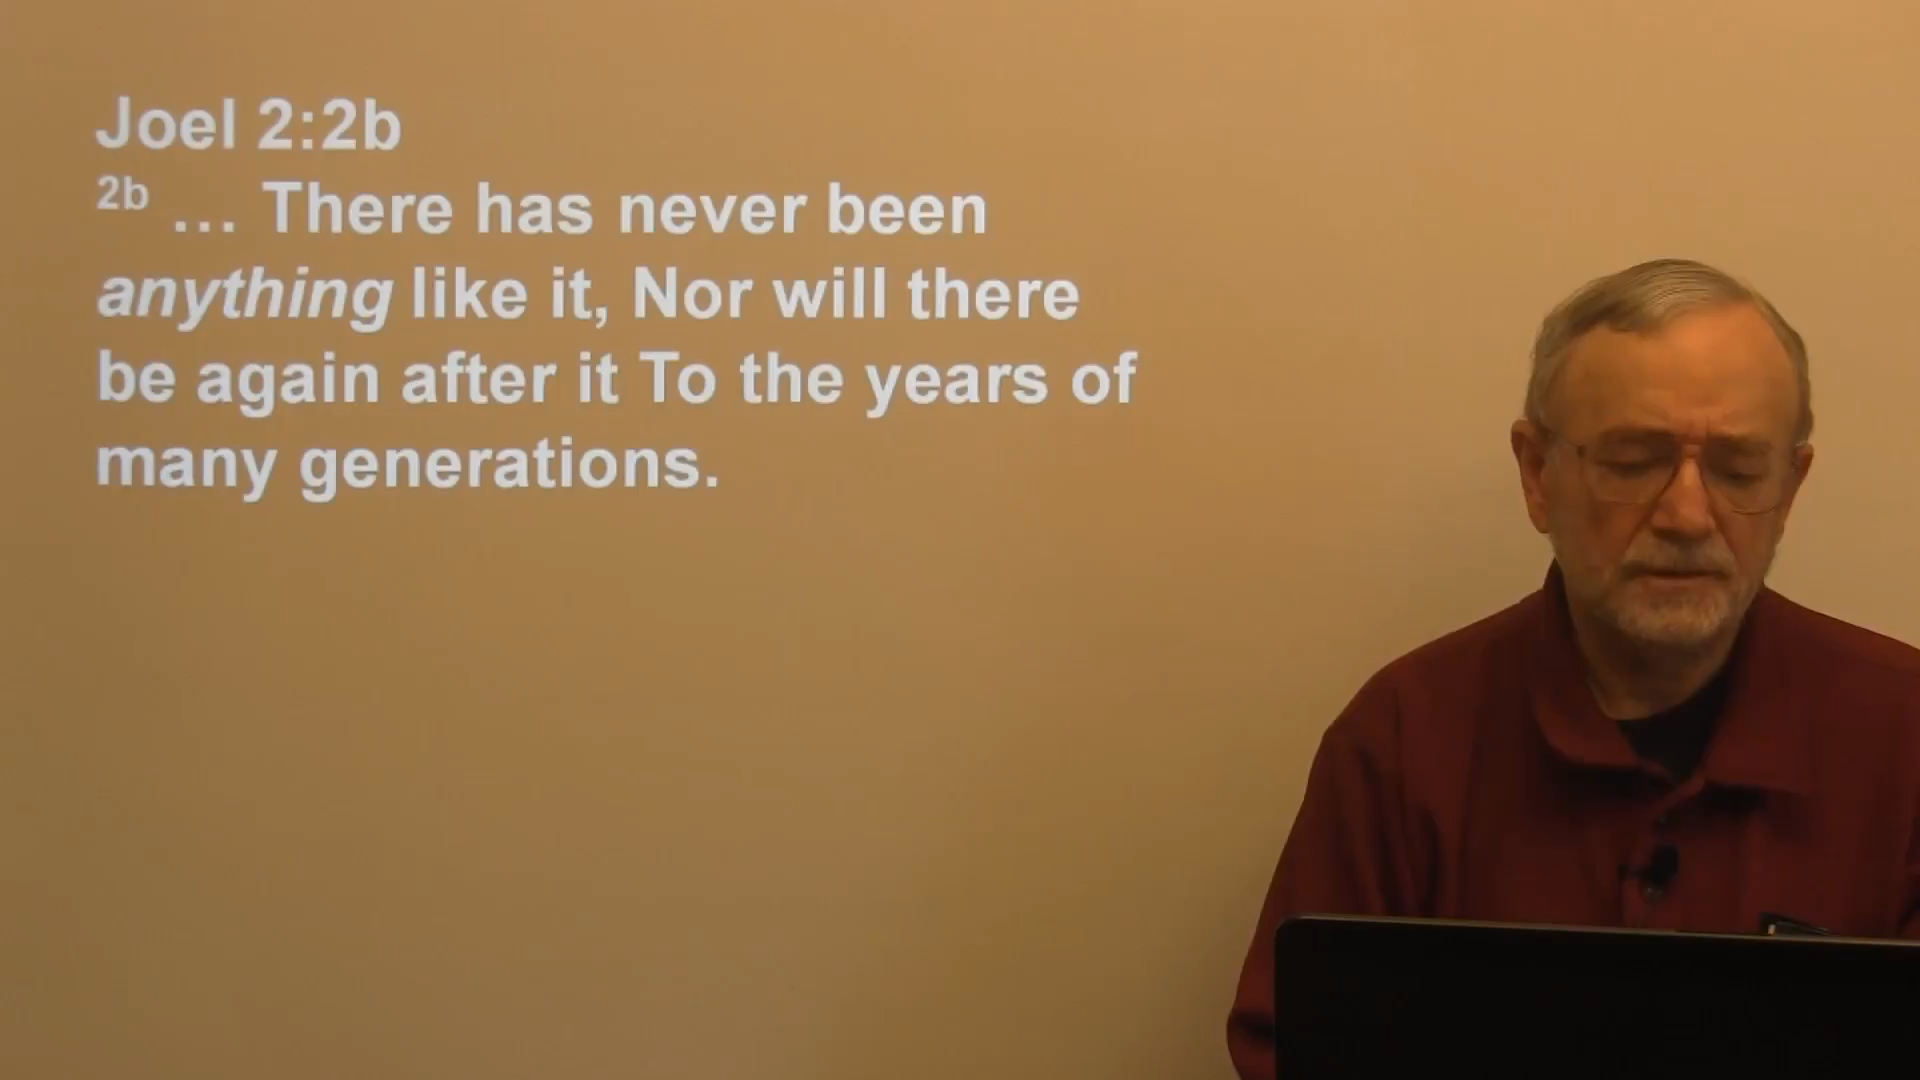 Joel 2:2b
2b ... There has never been
anything like it, Nor will there
be again after it To the years of
many generations.